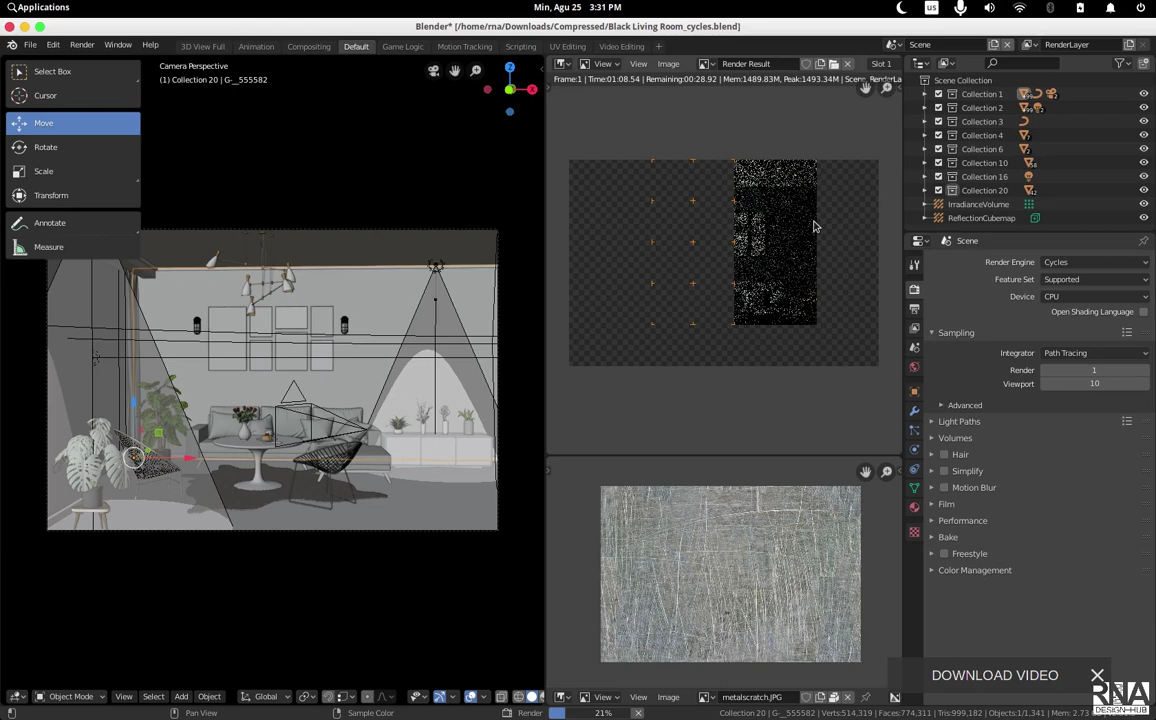 Applications
Min, Agu 25
3:31 PM
us
Blender* [/home/rna/Downloads/Compressed/Black Living Room_cycles.blend]
File Edit Render Window Help
3D View Full Animation Compositing Default Game Logic Motion Tracking Scripting UV Editing Video Editing +
Scene
RenderLayer
Select Box
Cursor
Move
Rotate
Scale
Transform
Annotate
Measure
Camera Perspective
(1) Collection 20 | G-__555582
Z
X
View
View Image
Render Result
Slot 1
Frame:1 | Time:01:08.54 | Remaining:00:28.92 | Mem:1489.83M, Peak:1493.34M | Scene, RenderLa
Scene Collection
Collection 1
Collection 2
Collection 3
Collection 4
Collection 6
Collection 10
Collection 16
Collection 20
IrradianceVolume
ReflectionCubemap
Scene
Render Engine Cycles
Feature Set Supported
Device CPU
Open Shading Language
Sampling
Integrator Path Tracing
Render 1
Viewport 10
Advanced
Light Paths
Volumes
Hair
Simplify
Motion Blur
Film
Performance
Bake
Freestyle
Color Management
DOWNLOAD VIDEO
RNA
DESIGN-HUB
Object Mode View Select Add Object Global
View
View Image
metalscratch.JPG
Pan View
Sample Color
Render 21%
Collection 20 | G-__555582 | Verts:514,319 | Faces:774,311 | Tris:999,182 | Objects:1/1,341 | Mem: 2.73